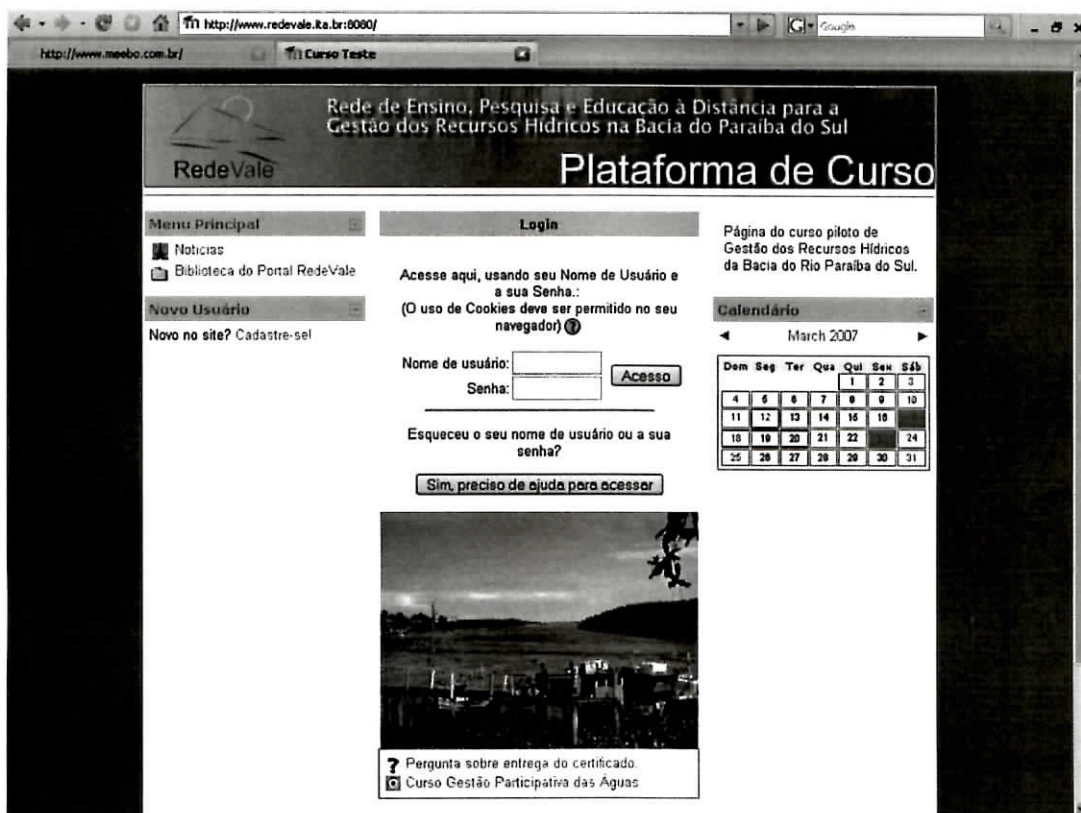 http://www.redevale.ita.br:8080/
Google
http://www.meebo.com.br/
Curso Teste
Rede de Ensino, Pesquisa e Educação à Distância para a
Gestão dos Recursos Hídricos na Bacia do Paraíba do Sul
RedeVale
Plataforma de Curso
Menu Principal
Notícias
Biblioteca do Portal RedeVale
Novo Usuário
Novo no site? Cadastre-se!
Login
Acesse aqui, usando seu Nome de Usuário e
a sua Senha.:
(O uso de Cookies deve ser permitido no seu
navegador)
Nome de usuário:
Senha:
Acesso
Esqueceu o seu nome de usuário ou a sua
senha?
Sim, preciso de ajuda para acessar
? Pergunta sobre entrega do certificado.
Curso Gestão Participativa das Águas
Página do curso piloto de
Gestão dos Recursos Hídricos
da Bacia do Rio Paraíba do Sul.
Calendário
March 2007
Dom Seg Ter Qua Qui Sex Sáb
1 2 3
4 5 6 7 8 9 10
11 12 13 14 15 16
18 19 20 21 22 24
25 26 27 28 29 30 31